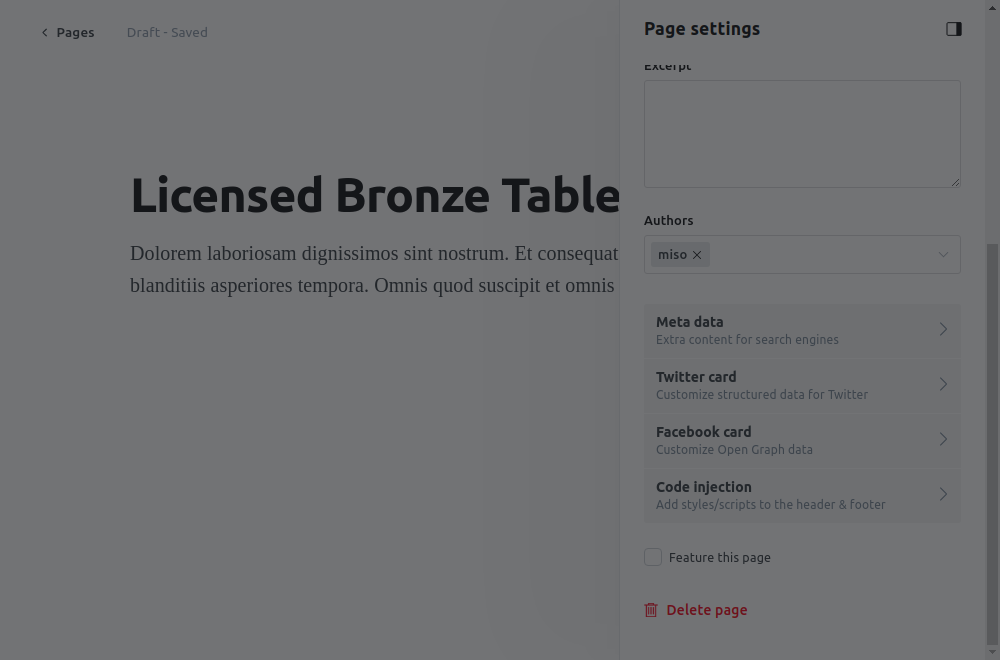 Pages
Draft - Saved
Page settings
Excerpt
Licensed Bronze Table
Dolorem laboriosam dignissimos sint nostrum. Et consequat
blanditiis asperiores tempora. Omnis quod suscipit et omnis
Authors
miso
Meta data
Extra content for search engines
Twitter card
Customize structured data for Twitter
Facebook card
Customize Open Graph data
Code injection
Add styles/scripts to the header & footer
Feature this page
Delete page